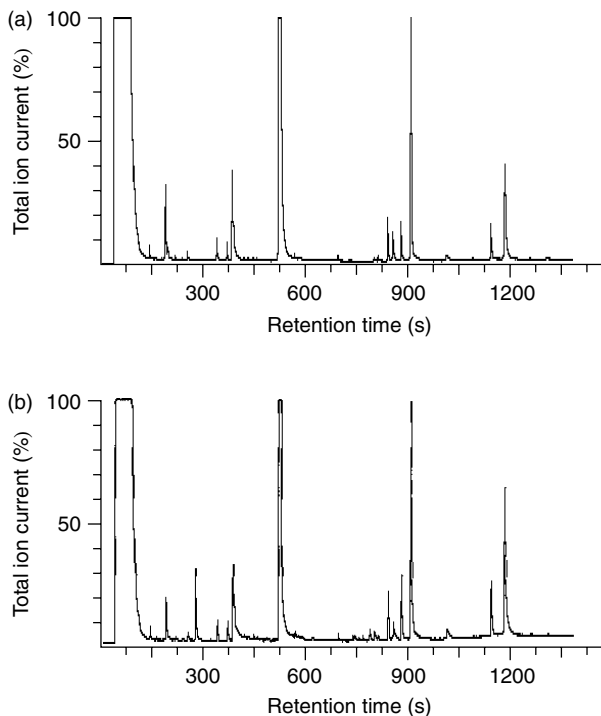 (a)
Total ion current (%)
100
50
300 600 900 1200
Retention time (s)
(b)
Total ion current (%)
100
50
300 600 900 1200
Retention time (s)